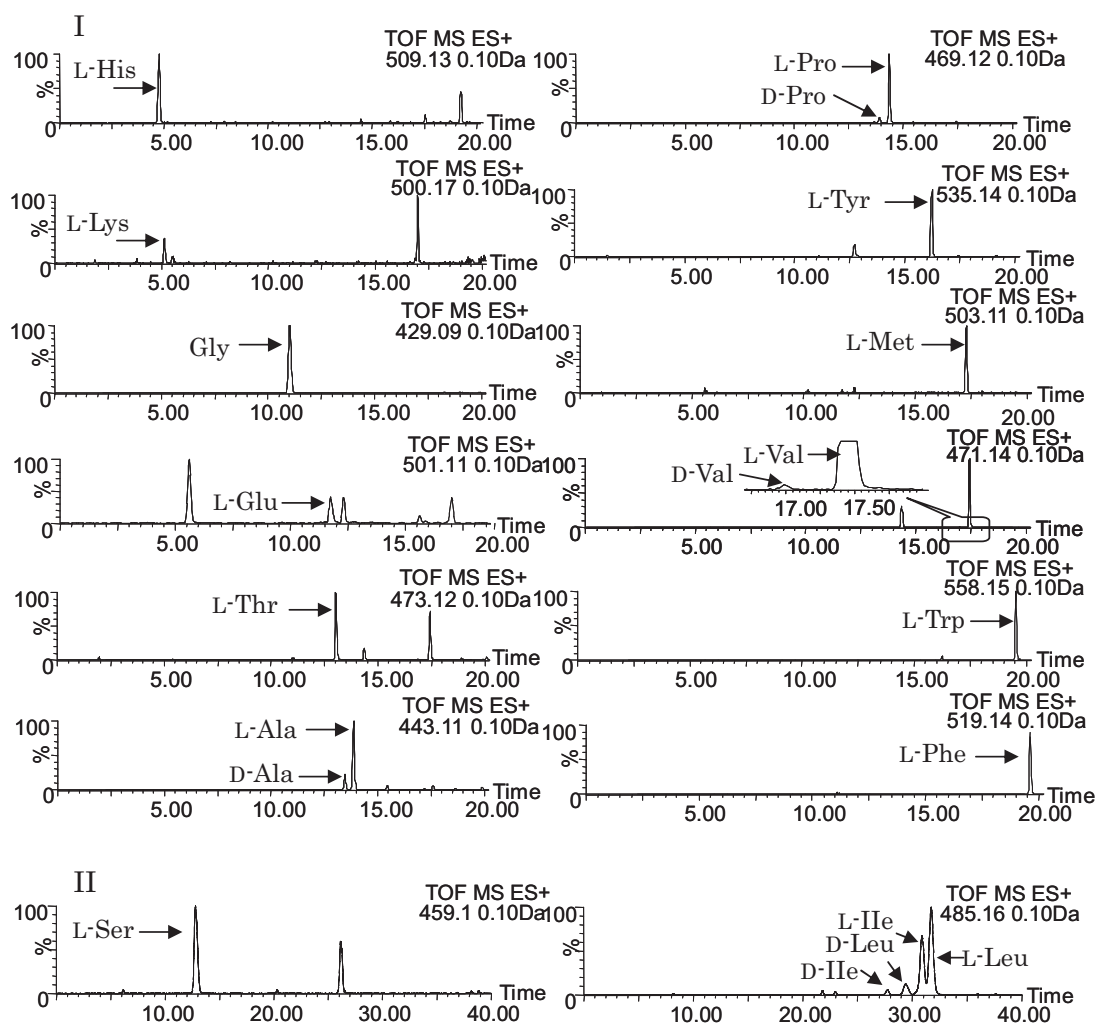 I
TOF MS ES+
509.13 0.10Da
100
%
0
L-His
5.00 10.00 15.00 20.00
Time
TOF MS ES+
469.12 0.10Da
100
%
0
L-Pro
D-Pro
5.00 10.00 15.00 20.00
Time
TOF MS ES+
500.17 0.10Da
100
%
0
L-Lys
5.00 10.00 15.00 20.00
Time
TOF MS ES+
535.14 0.10Da
100
%
0
L-Tyr
5.00 10.00 15.00 20.00
Time
TOF MS ES+
429.09 0.10Da
100
%
0
Gly
5.00 10.00 15.00 20.00
Time
TOF MS ES+
503.11 0.10Da
100
%
0
L-Met
5.00 10.00 15.00 20.00
Time
TOF MS ES+
501.11 0.10Da
100
%
0
L-Glu
5.00 10.00 15.00 20.00
Time
TOF MS ES+
471.14 0.10Da
100
%
0
L-Val
D-Val
17.00 17.50
5.00 10.00 15.00 20.00
Time
TOF MS ES+
473.12 0.10Da
100
%
0
L-Thr
5.00 10.00 15.00 20.00
Time
TOF MS ES+
558.15 0.10Da
100
%
0
L-Trp
5.00 10.00 15.00 20.00
Time
TOF MS ES+
443.11 0.10Da
100
%
0
L-Ala
D-Ala
5.00 10.00 15.00 20.00
Time
TOF MS ES+
519.14 0.10Da
100
%
0
L-Phe
5.00 10.00 15.00 20.00
Time
II
TOF MS ES+
459.1 0.10Da
100
%
0
L-Ser
10.00 20.00 30.00 40.00
Time
TOF MS ES+
485.16 0.10Da
100
%
0
L-IIe
D-Leu
D-IIe
L-Leu
10.00 20.00 30.00 40.00
Time